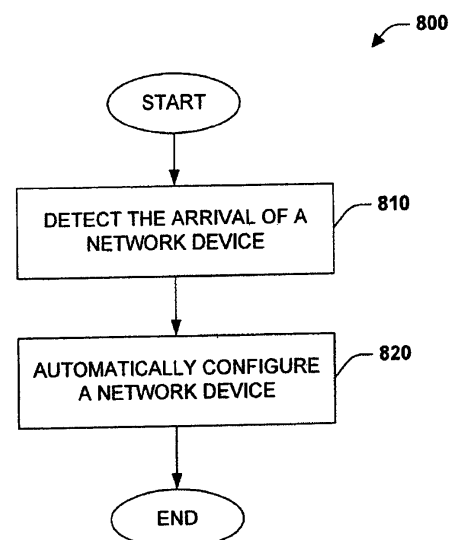 800
START
DETECT THE ARRIVAL OF A
NETWORK DEVICE
810
AUTOMATICALLY CONFIGURE
A NETWORK DEVICE
820
END